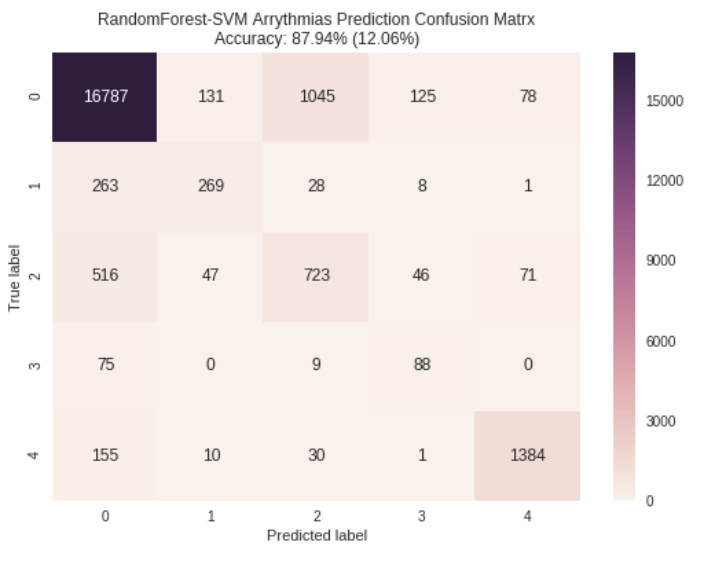 RandomForest-SVM Arrythmias Prediction Confusion Matrx
Accuracy: 87.94% (12.06%)
0 16787 131 1045 125 78
1 263 269 28 8 1
2 516 47 723 46 71
3 75 0 9 88 0
4 155 10 30 1 1384
0 1 2 3 4
Predicted label
True label
15000
12000
9000
6000
3000
0